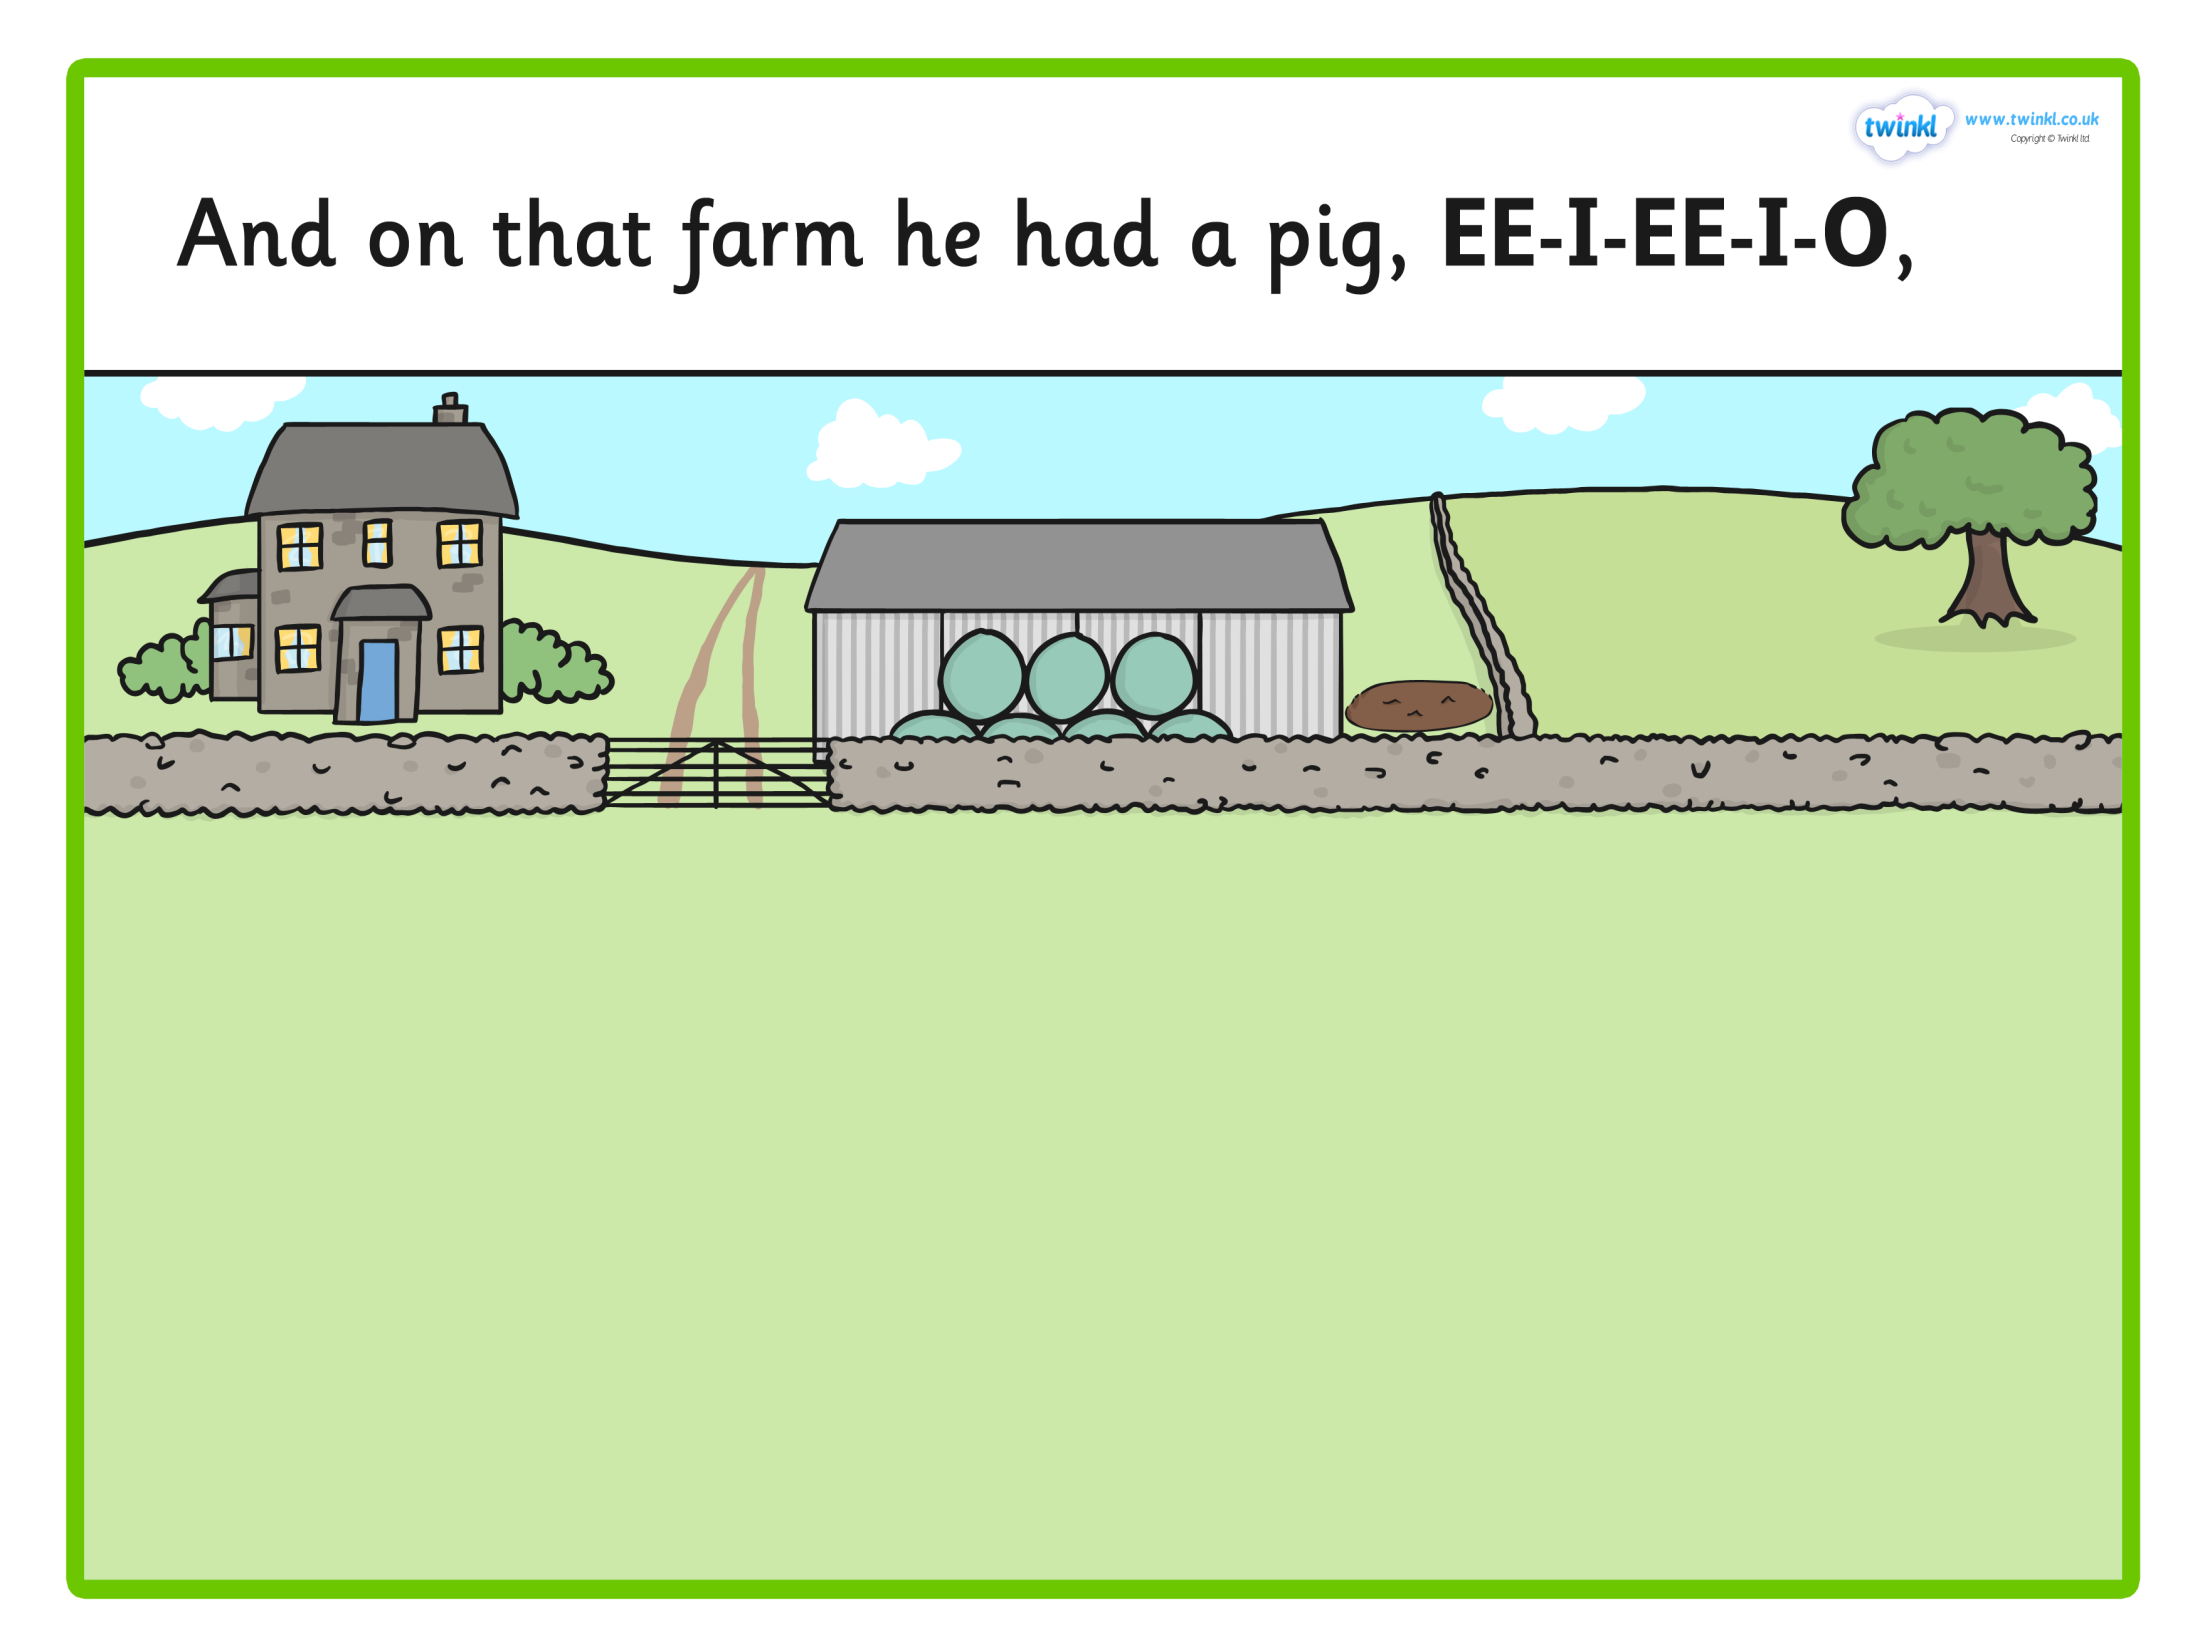 twinkl www.twinkl.co.uk
Copyright © Twinkl ltd
And on that farm he had a pig, EE-I-EE-I-O,